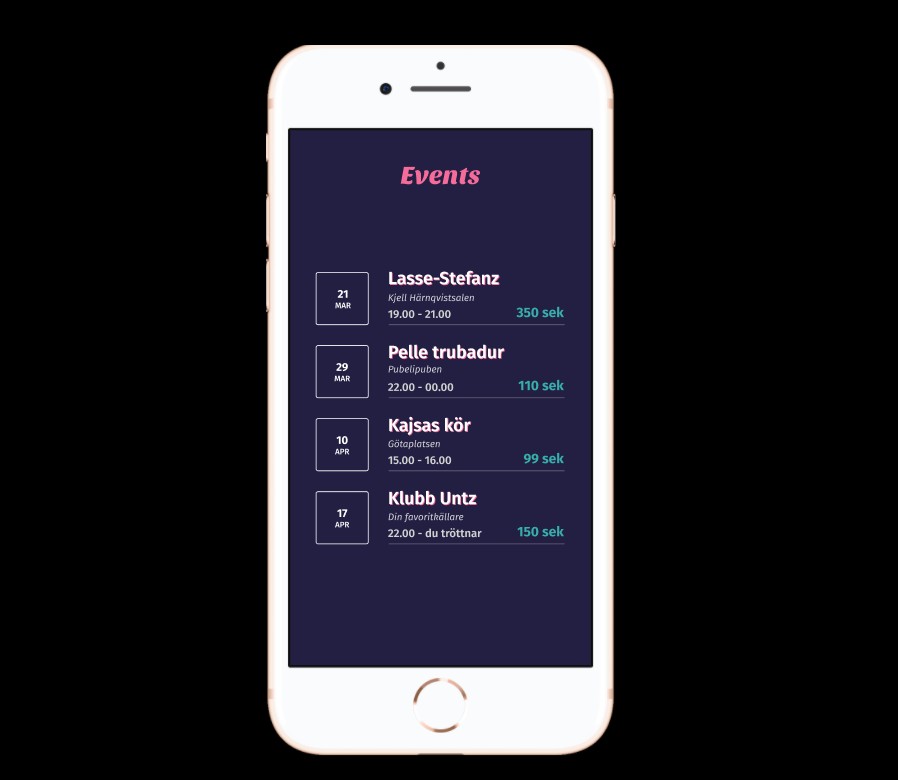 Events
21
MAR
Lasse-Stefanz
Kjell Härnqvistsalen
19.00 - 21.00
350 sek
29
MAR
Pelle trubadur
Pubelipuben
22.00 - 00.00
110 sek
10
APR
Kajsas kör
Götaplatsen
15.00 - 16.00
99 sek
17
APR
Klubb Untz
Din favoritkällare
22.00 - du tröttnar
150 sek